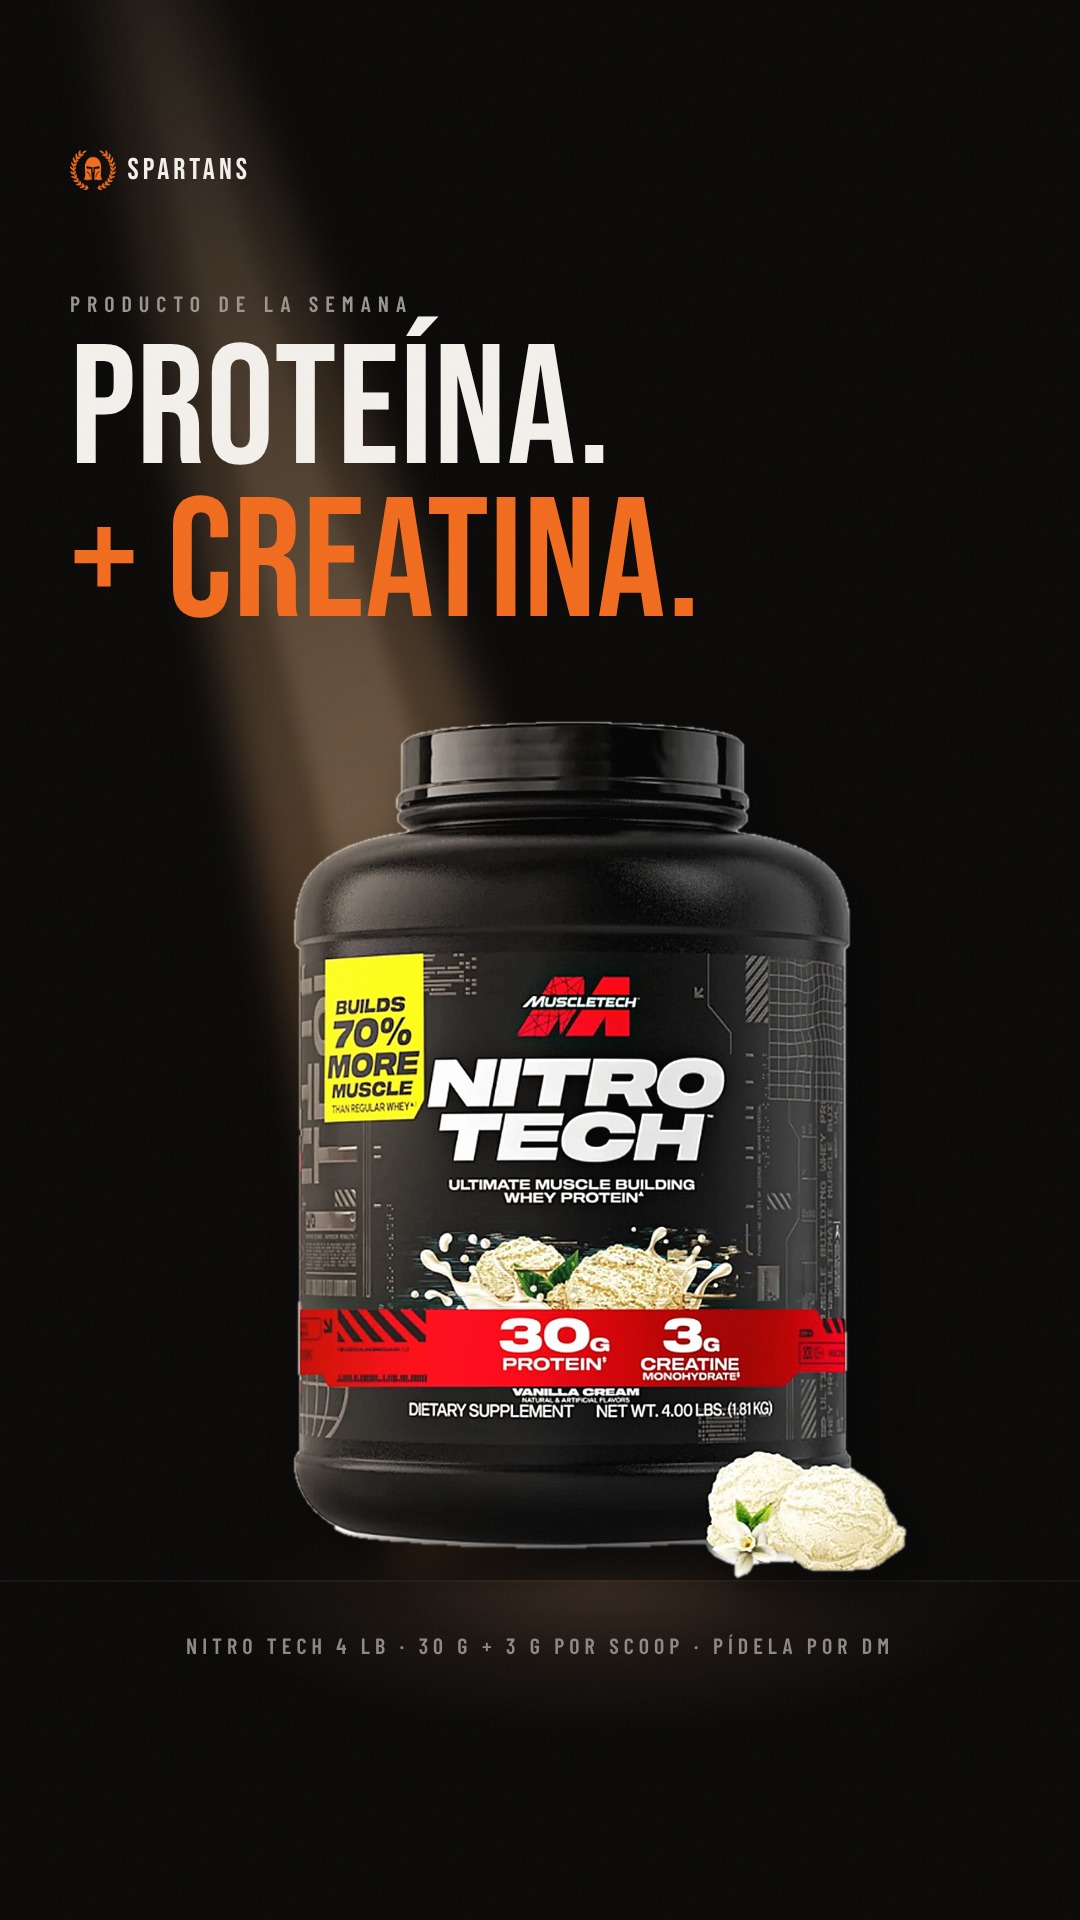 SPARTANS
PRODUCTO DE LA SEMANA
PROTEÍNA.
+ CREATINA.
BUILDS
70%
MORE
MUSCLE
THAN REGULAR WHEY
MUSCLETECH
NITRO
TECH™
ULTIMATE MUSCLE BUILDING
WHEY PROTEIN
30G
PROTEIN‡
3G
CREATINE
MONOHYDRATE‡
VANILLA CREAM
NATURAL & ARTIFICIAL FLAVORS
DIETARY SUPPLEMENT NET WT. 4.00 LBS. (1.81 KG)
NITRO TECH 4 LB · 30 G + 3 G POR SCOOP · PÍDELA POR DM